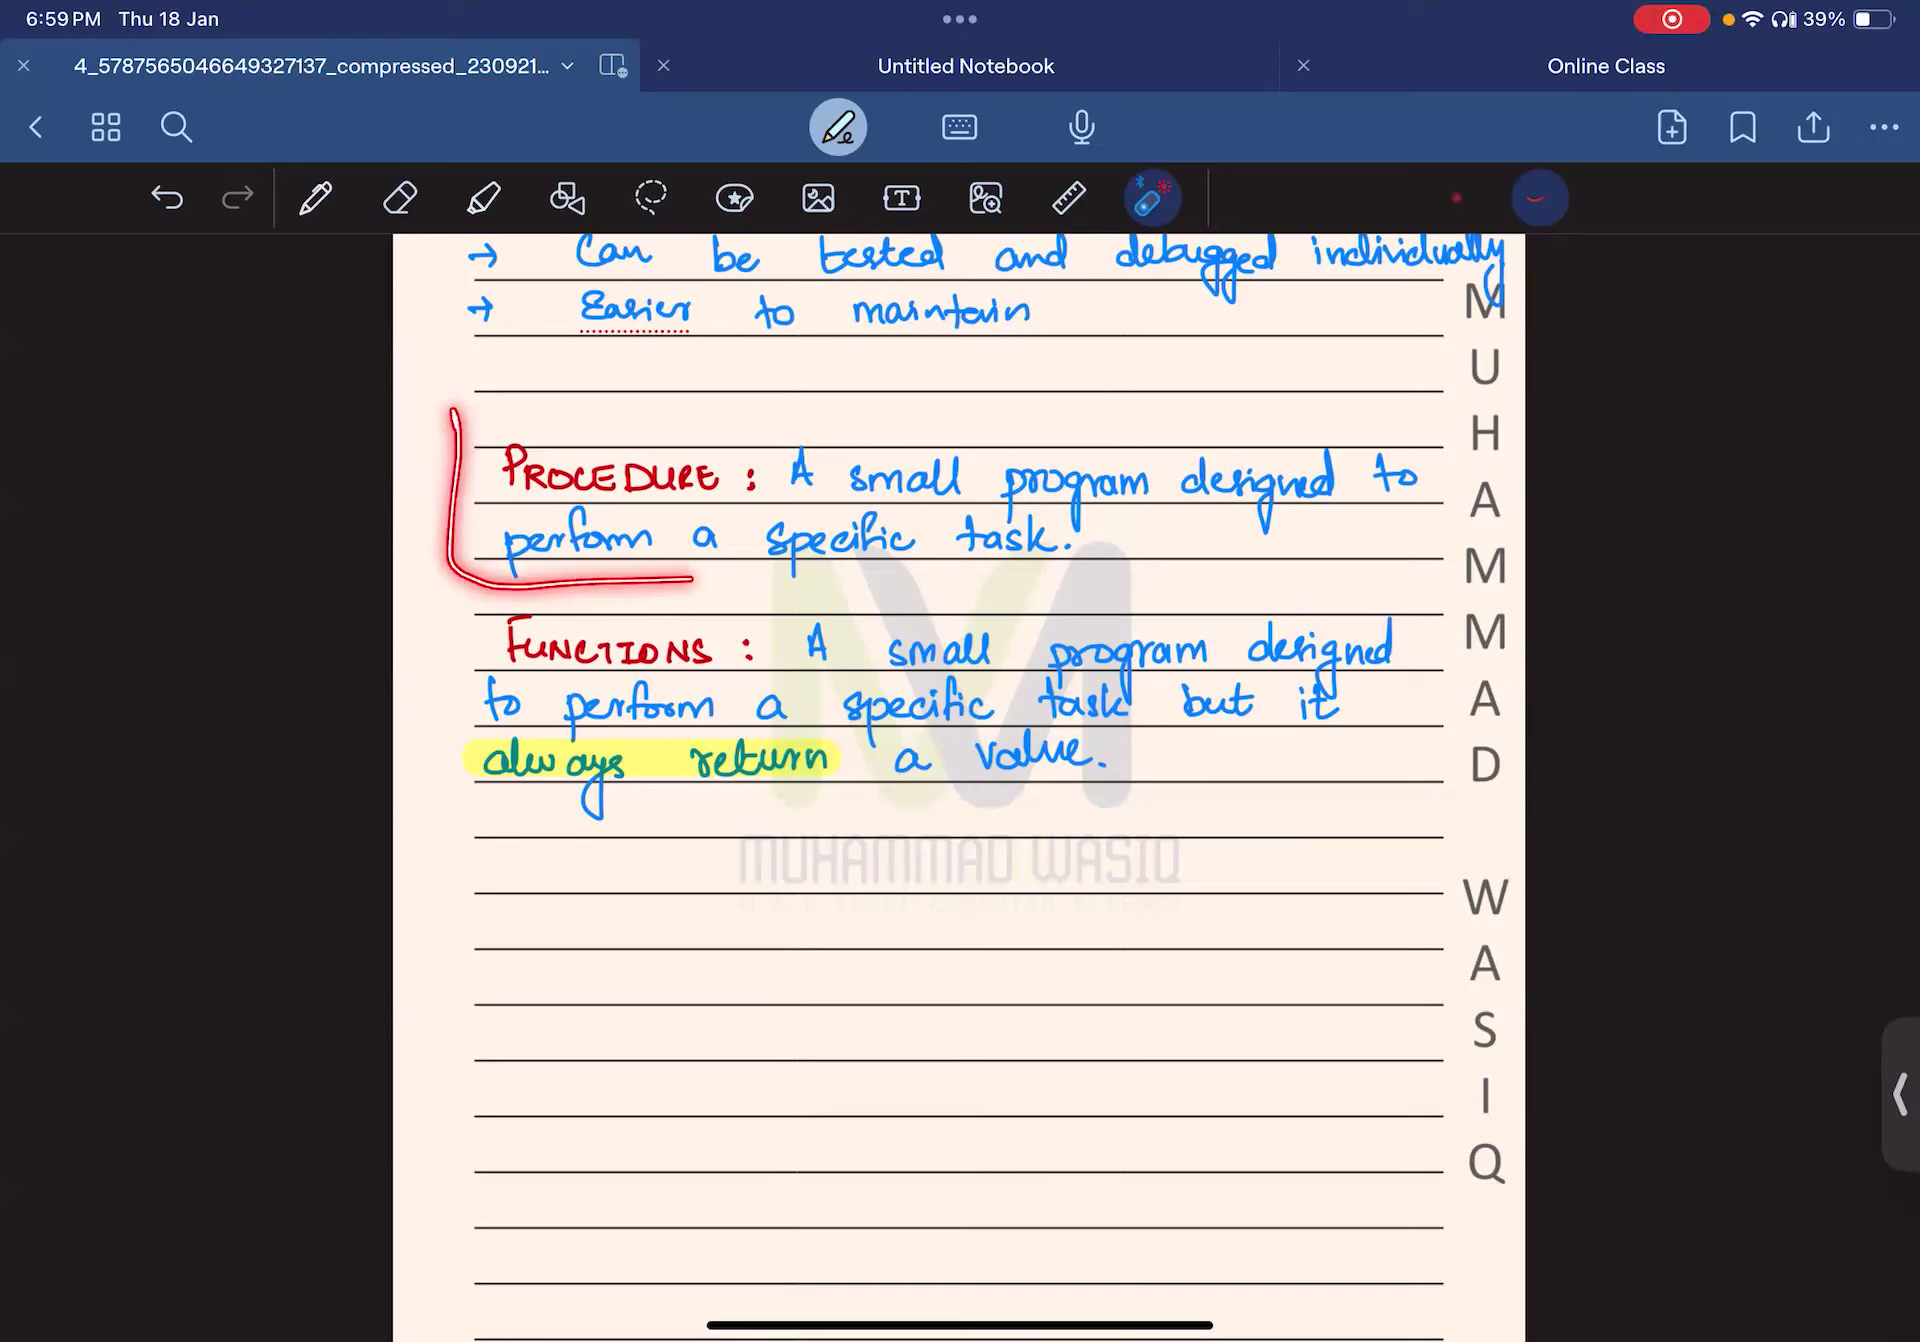 6:59 PM Thu 18 Jan
39%
4_5787565046649327137_compressed_230921...
Untitled Notebook
Online Class
→ Can be tested and debugged individually
→ Easier to maintain
PROCEDURE : A small program designed to
perform a specific task.
FUNCTIONS : A small program designed
to perform a specific task but it
always return a value.
MUHAMMAD WASIQ
MUHAMMAD WASIQ